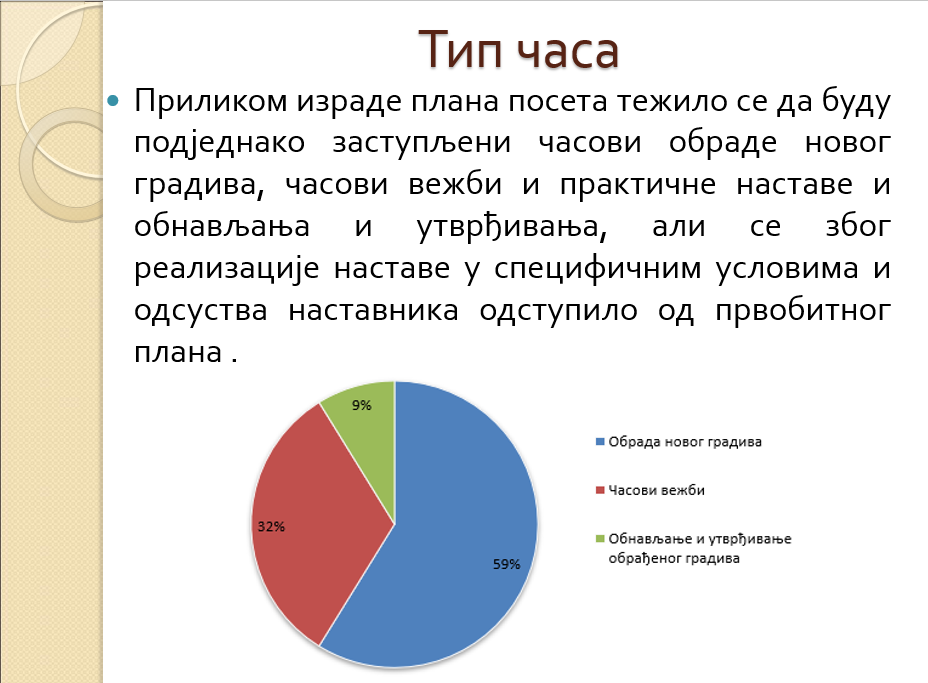 Тип часа
• Приликом израде плана посета тежило се да буду
подједнако заступљени часови обраде новог
градива, часови вежби и практичне наставе и
обнављања и утврђивања, али се због
реализације наставе у специфичним условима и
одсуства наставника одступило од првобитног
плана .
9%
32%
59%
Обрада новог градива
Часови вежби
Обнављање и утврђивање
обрађеног градива